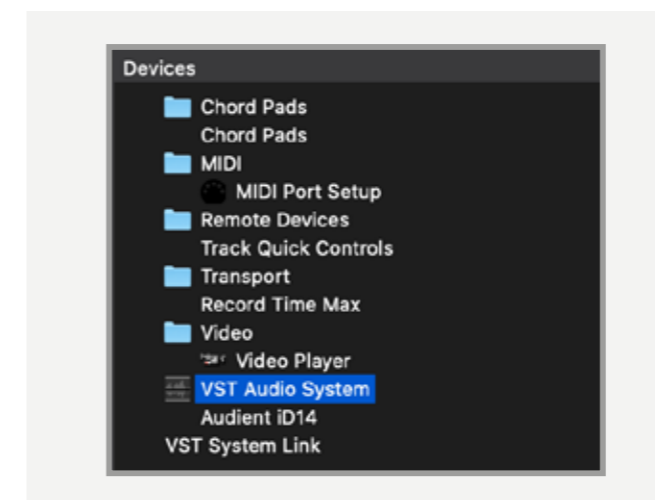 Devices
Chord Pads
Chord Pads
MIDI
MIDI Port Setup
Remote Devices
Track Quick Controls
Transport
Record Time Max
Video
Video Player
VST Audio System
Audient iD14
VST System Link